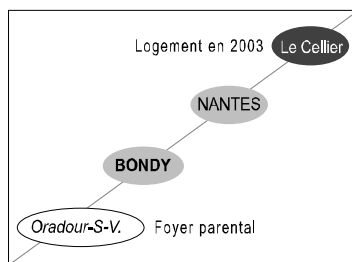 Logement en 2003 Le Cellier
NANTES
BONDY
Oradour-S-V. Foyer parental